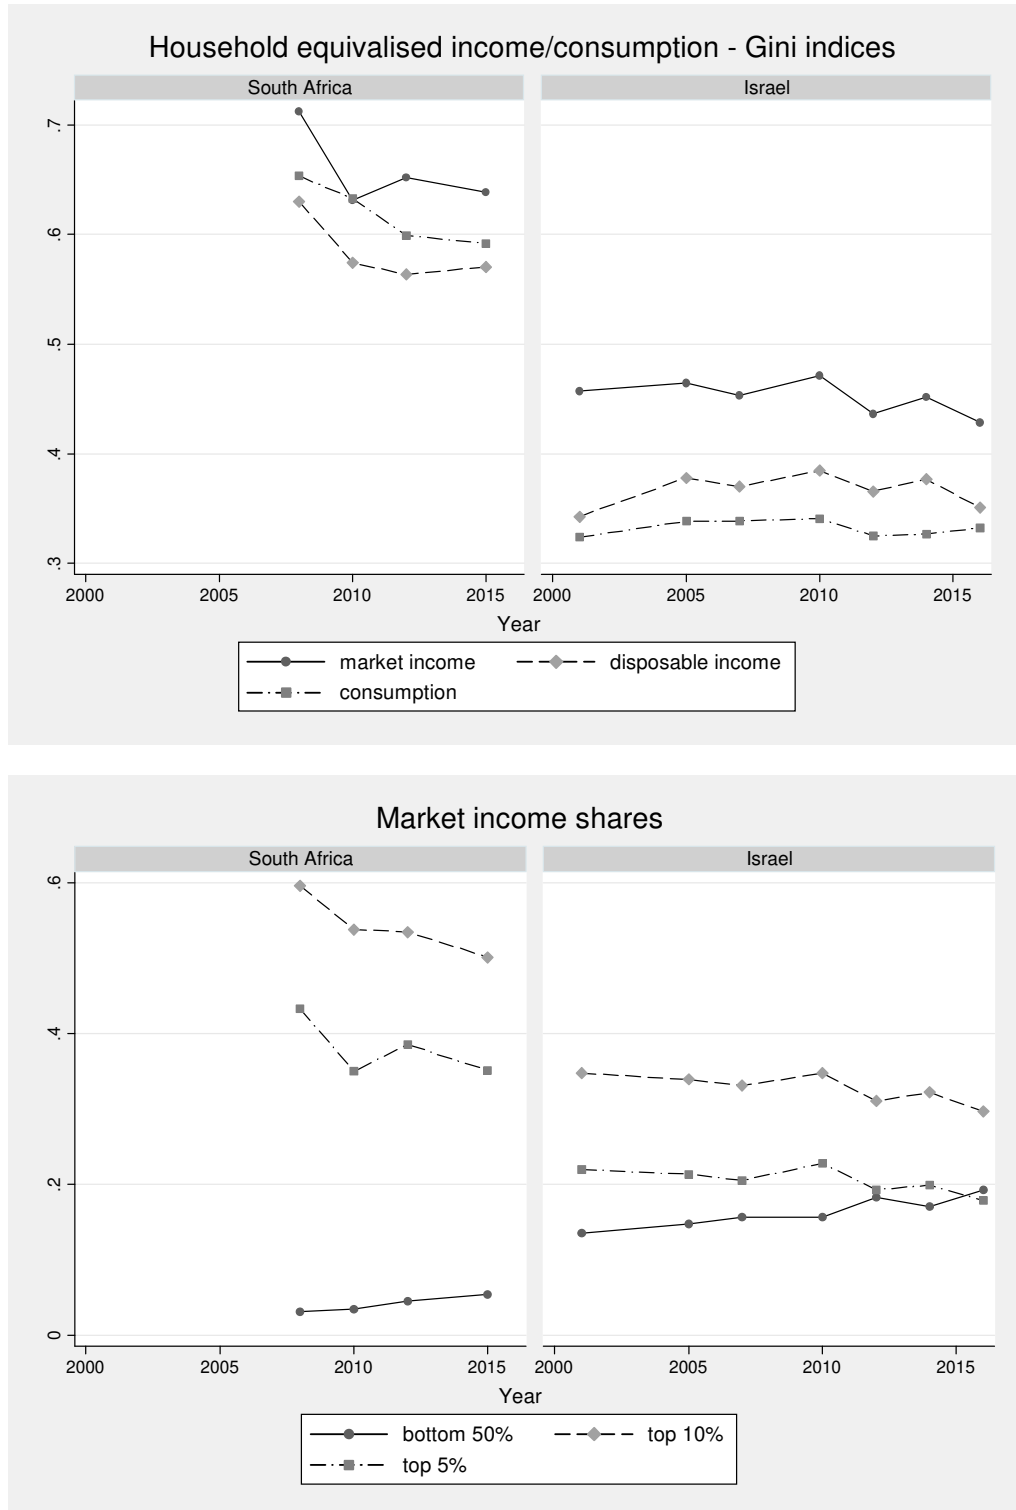 Household equivalised income/consumption - Gini indices
South Africa Israel
.7
.6
.5
.4
.3
2000 2005 2010 2015 2000 2005 2010 2015
Year
market income disposable income
consumption
Market income shares
South Africa Israel
.6
.4
.2
0
2000 2005 2010 2015 2000 2005 2010 2015
Year
bottom 50% top 10%
top 5%